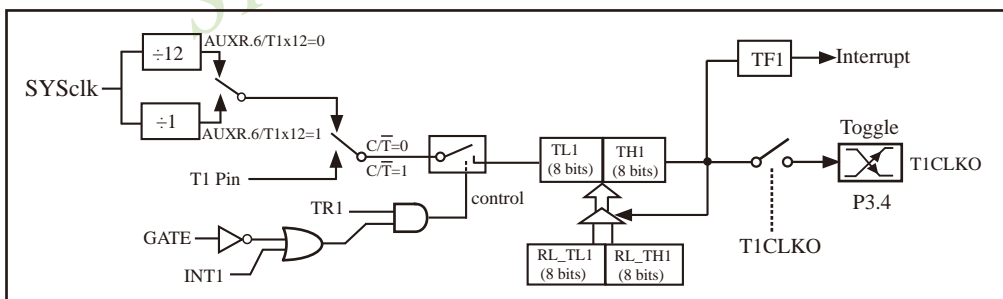 ÷12
AUXR.6/T1x12=0
SYSclk
÷1
AUXR.6/T1x12=1
C/T̅=0
C/T̅=1
T1 Pin
TR1
GATE
INT1
control
TL1
(8 bits)
TH1
(8 bits)
RL_TL1
(8 bits)
RL_TH1
(8 bits)
TF1
Interrupt
Toggle
T1CLKO
P3.4
T1CLKO